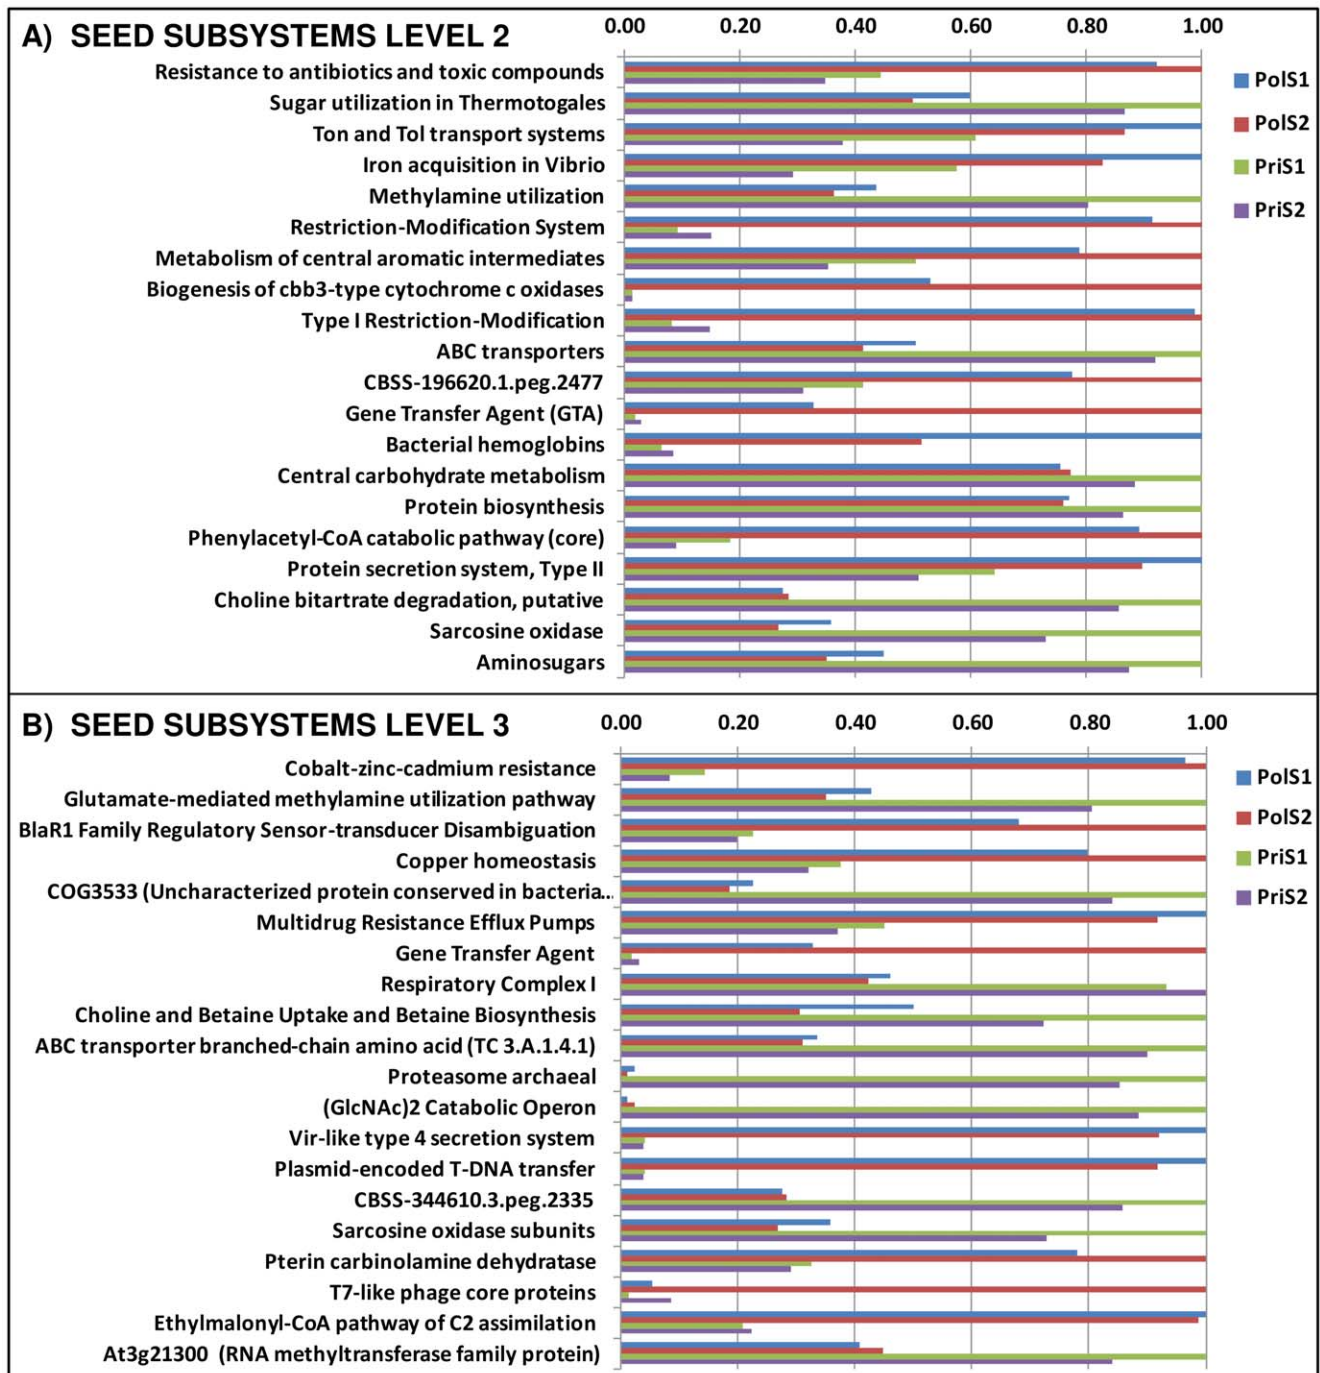 A) SEED SUBSYSTEMS LEVEL 2
0.00 0.20 0.40 0.60 0.80 1.00
Resistance to antibiotics and toxic compounds
Sugar utilization in Thermotogales
Ton and Tol transport systems
Iron acquisition in Vibrio
Methylamine utilization
Restriction-Modification System
Metabolism of central aromatic intermediates
Biogenesis of cbb3-type cytochrome c oxidases
Type I Restriction-Modification
ABC transporters
CBSS-196620.1.peg.2477
Gene Transfer Agent (GTA)
Bacterial hemoglobins
Central carbohydrate metabolism
Protein biosynthesis
Phenylacetyl-CoA catabolic pathway (core)
Protein secretion system, Type II
Choline bitartrate degradation, putative
Sarcosine oxidase
Aminosugars
PolS1
PolS2
PriS1
PriS2
B) SEED SUBSYSTEMS LEVEL 3
0.00 0.20 0.40 0.60 0.80 1.00
Cobalt-zinc-cadmium resistance
Glutamate-mediated methylamine utilization pathway
BlaR1 Family Regulatory Sensor-transducer Disambiguation
Copper homeostasis
COG3533 (Uncharacterized protein conserved in bacteria...
Multidrug Resistance Efflux Pumps
Gene Transfer Agent
Respiratory Complex I
Choline and Betaine Uptake and Betaine Biosynthesis
ABC transporter branched-chain amino acid (TC 3.A.1.4.1)
Proteasome archaeal
(GlcNAc)2 Catabolic Operon
Vir-like type 4 secretion system
Plasmid-encoded T-DNA transfer
CBSS-344610.3.peg.2335
Sarcosine oxidase subunits
Pterin carbinolamine dehydratase
T7-like phage core proteins
Ethylmalonyl-CoA pathway of C2 assimilation
At3g21300 (RNA methyltransferase family protein)
PolS1
PolS2
PriS1
PriS2